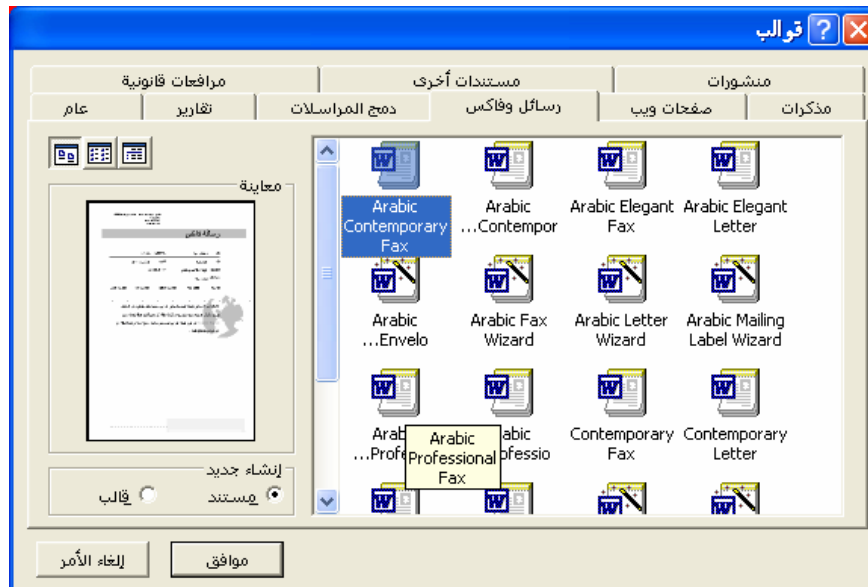 قوالب
منشورات
مستندات أخرى
مرافعات قانونية
مذكرات
صفحات ويب
رسائل وفاكس
دمج المراسلات
تقارير
عام
Arabic
Contemporary
Fax
Arabic
...Contempor
Arabic Elegant
Fax
Arabic Elegant
Letter
Arabic
...Envelo
Arabic Fax
Wizard
Arabic Letter
Wizard
Arabic Mailing
Label Wizard
Arabic
Professional
Fax
Contemporary
Fax
Contemporary
Letter
معاينة
رسالة فاكس
إنشاء جديد
مستند
قالب
موافق
إلغاء الأمر